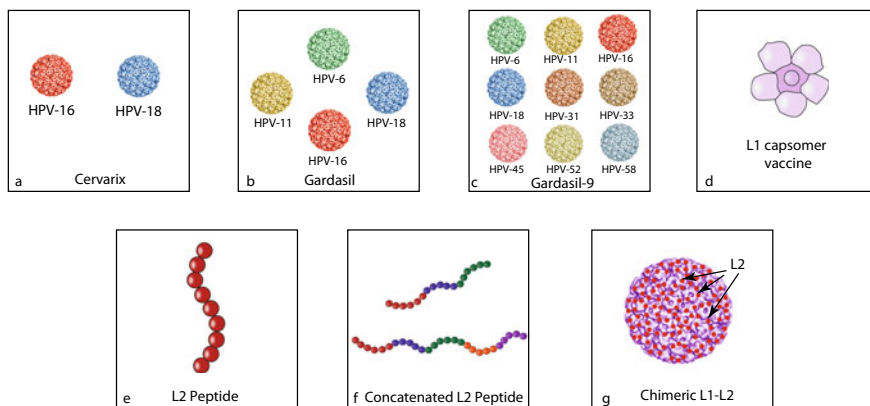 HPV-16
HPV-18
a
Cervarix
HPV-6
HPV-11
HPV-18
HPV-16
b
Gardasil
HPV-6
HPV-11
HPV-16
HPV-18
HPV-31
HPV-33
HPV-45
HPV-52
HPV-58
c
Gardasil-9
L1 capsomer
vaccine
d
e
L2 Peptide
f
Concatenated L2 Peptide
L2
g
Chimeric L1-L2